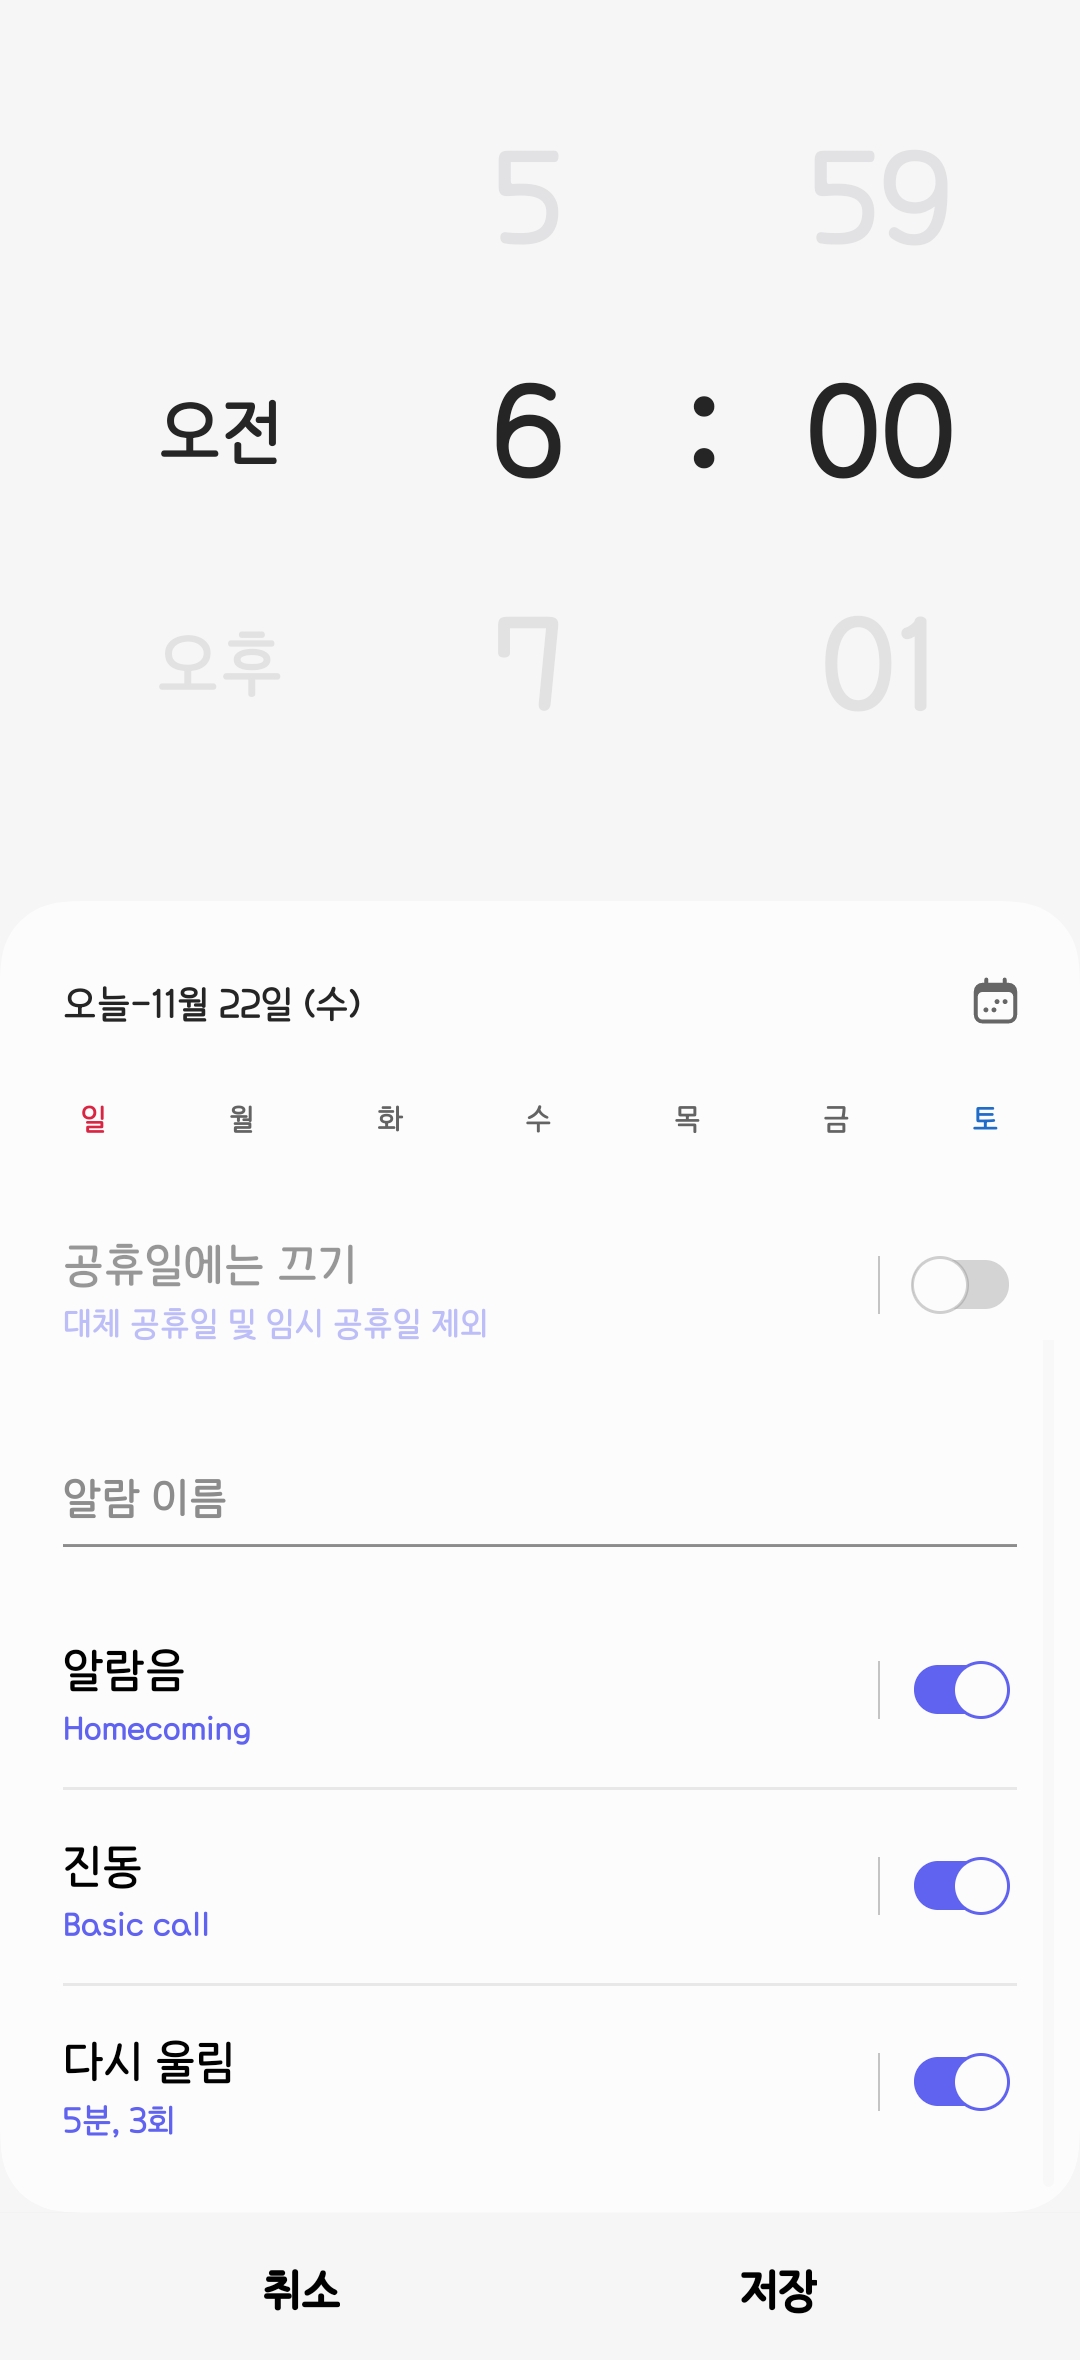 5 59
오전 6 : 00
오후 7 01
오늘-11월 22일 (수)
일 월 화 수 목 금 토
공휴일에는 끄기
대체 공휴일 및 임시 공휴일 제외
알람 이름
알람음
Homecoming
진동
Basic call
다시 울림
5분, 3회
취소 저장